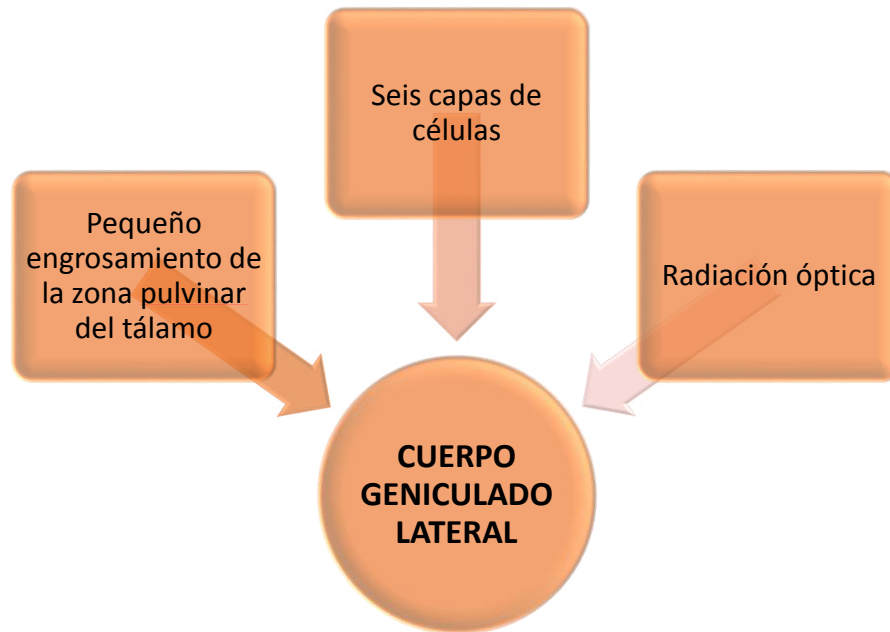 Seis capas de
células
Pequeño
engrosamiento de
la zona pulvinar
del tálamo
Radiación óptica
CUERPO
GENICULADO
LATERAL